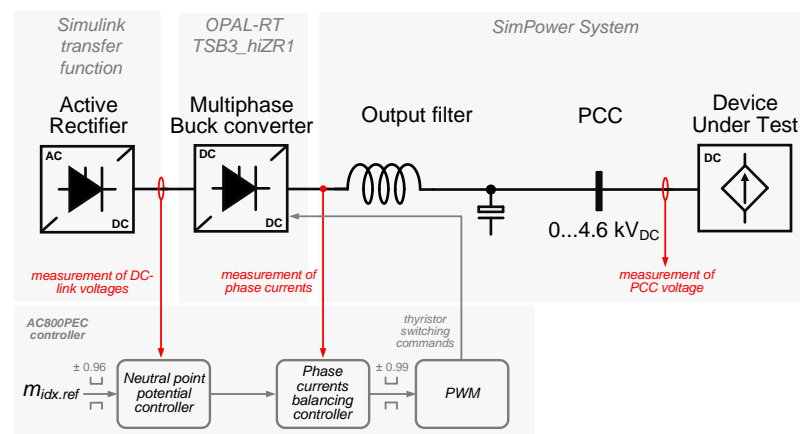 Simulink
transfer
function
OPAL-RT
TSB3_hiZR1
SimPower System
Active
Rectifier
Multiphase
Buck converter
Output filter
PCC
Device
Under Test
AC
DC
DC
DC
DC
0...4.6 kVDC
measurement of DC-
link voltages
measurement of
phase currents
measurement of
PCC voltage
AC800PEC
controller
thyristor
switching
commands
± 0.96
midx.ref
Neutral point
potential
controller
Phase
currents
balancing
controller
± 0.99
PWM